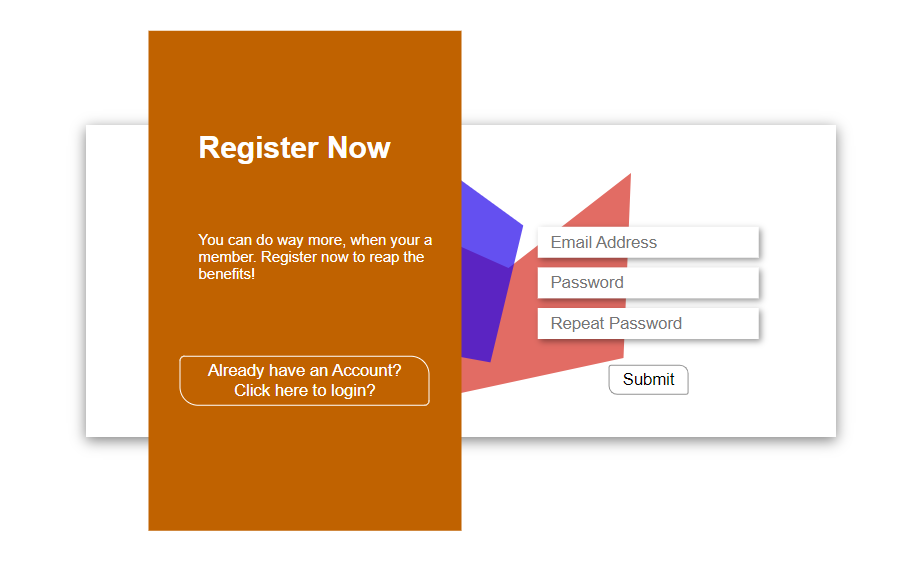 Register Now
You can do way more, when your a
member. Register now to reap the
benefits!
Already have an Account?
Click here to login?
Email Address
Password
Repeat Password
Submit